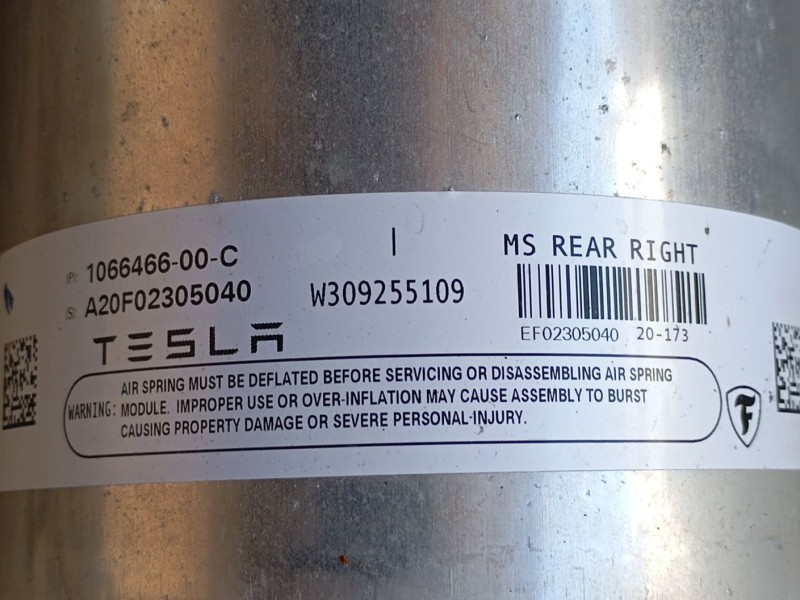 (P): 1066466-00-C
(S): A20F02305040
TESLA
|
W309255109
MS REAR RIGHT
EF02305040 20-173
WARNING: AIR SPRING MUST BE DEFLATED BEFORE SERVICING OR DISASSEMBLING AIR SPRING
MODULE. IMPROPER USE OR OVER-INFLATION MAY CAUSE ASSEMBLY TO BURST
CAUSING PROPERTY DAMAGE OR SEVERE PERSONAL INJURY.
F